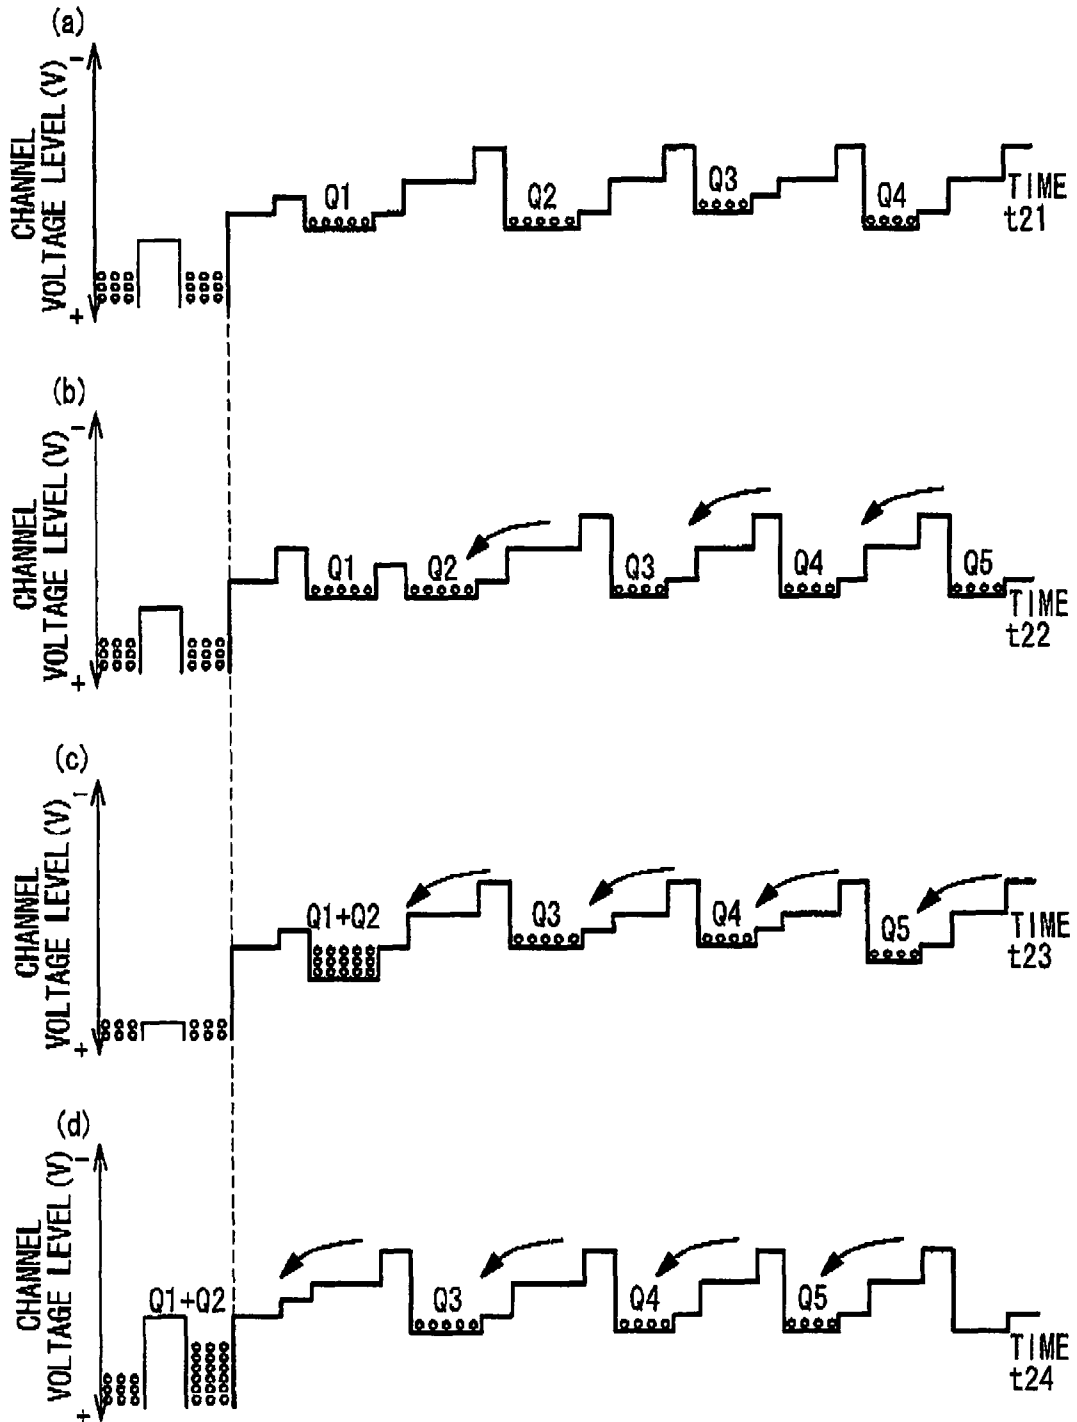 (a)
-
CHANNEL
VOLTAGE LEVEL (V)
+
Q1
Q2
Q3
Q4
TIME
t21
(b)
-
CHANNEL
VOLTAGE LEVEL (V)
+
Q1
Q2
Q3
Q4
Q5
TIME
t22
(c)
-
CHANNEL
VOLTAGE LEVEL (V)
+
Q1+Q2
Q3
Q4
Q5
TIME
t23
(d)
-
CHANNEL
VOLTAGE LEVEL (V)
+
Q1+Q2
Q3
Q4
Q5
TIME
t24